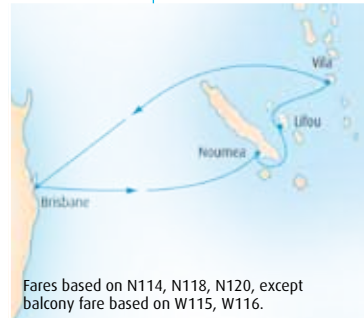 Vila
Lifou
Noumea
Brisbane
Fares based on N114, N118, N120, except
balcony fare based on W115, W116.